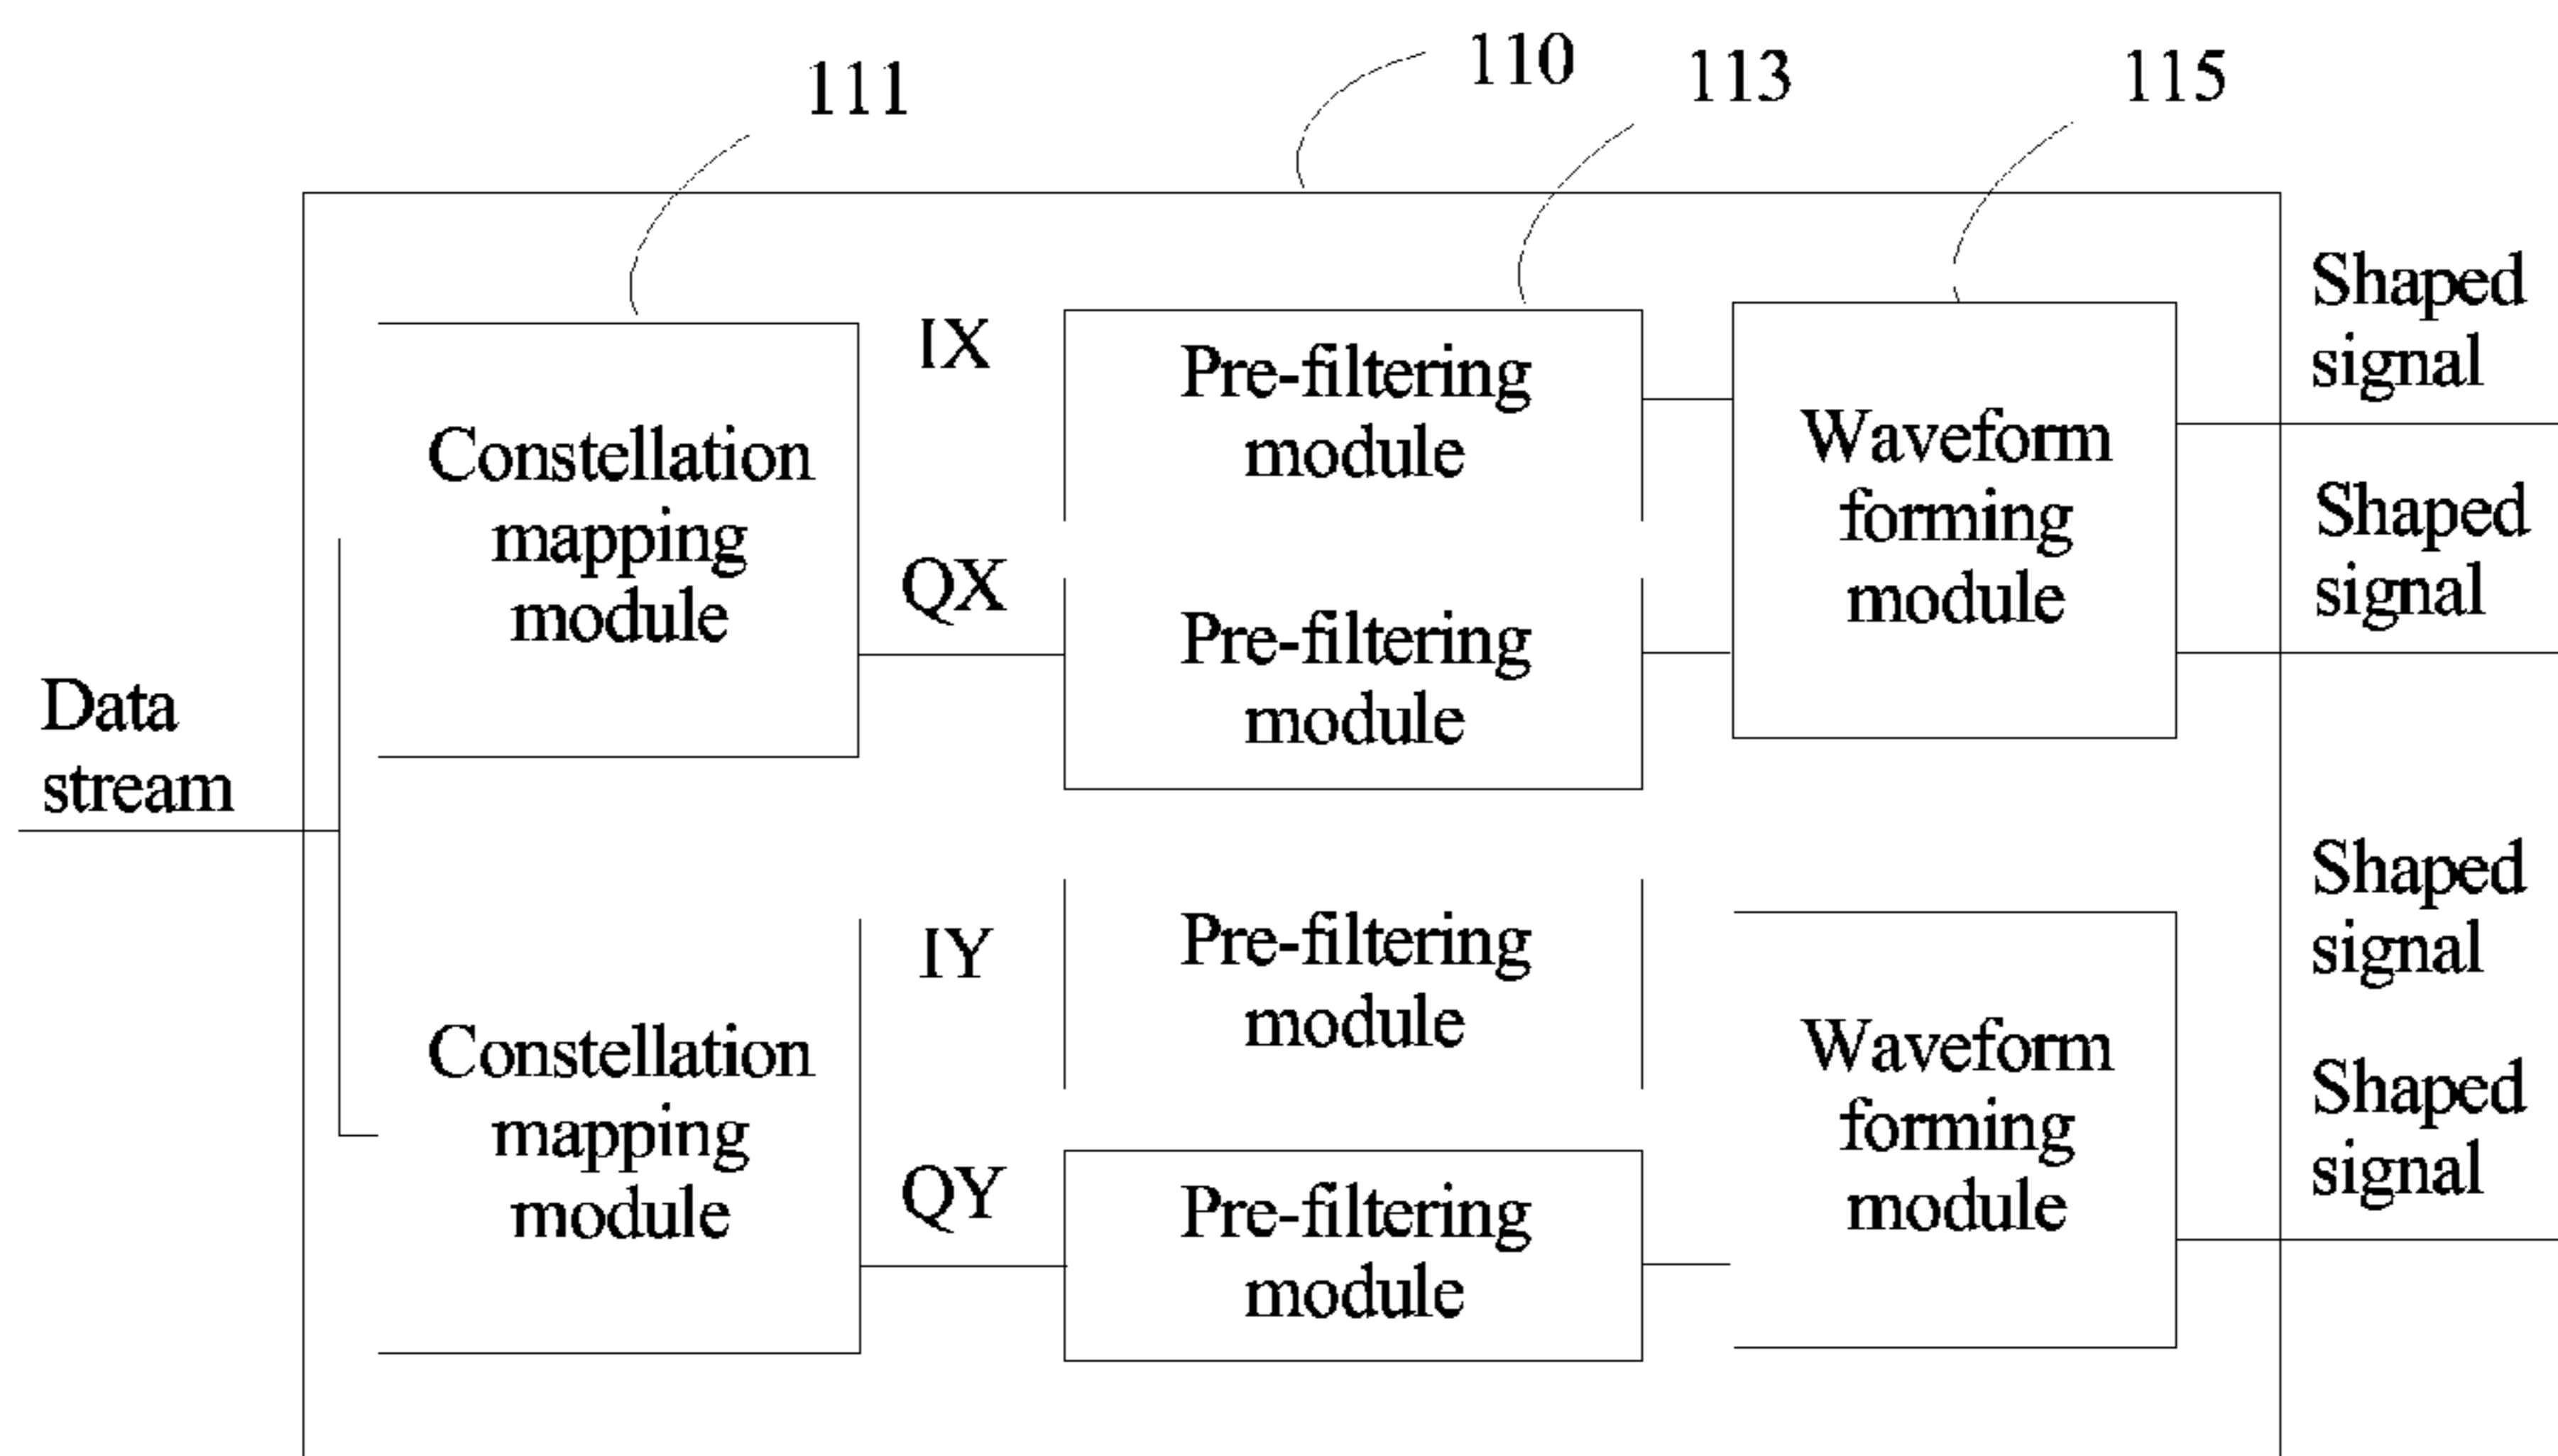 110
111
113
115
IX
Pre-filtering
module
Shaped
signal
Constellation
mapping
module
QX
Pre-filtering
module
Waveform
forming
module
Shaped
signal
Data
stream
IY
Pre-filtering
module
Shaped
signal
Constellation
mapping
module
QY
Pre-filtering
module
Waveform
forming
module
Shaped
signal